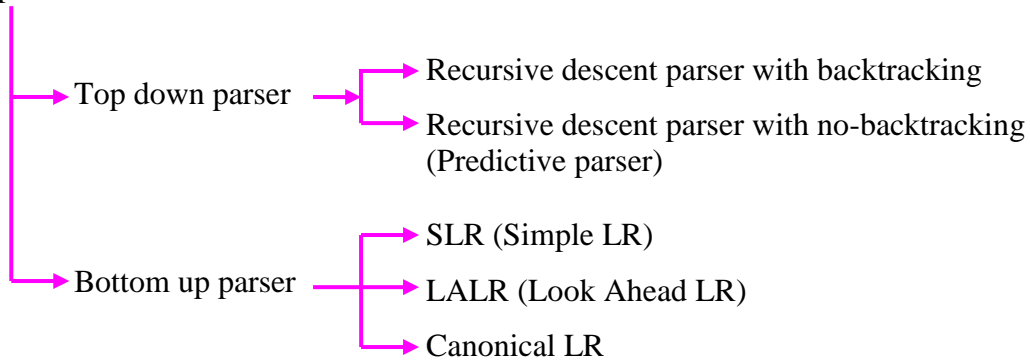 Top down parser
Recursive descent parser with backtracking
Recursive descent parser with no-backtracking
(Predictive parser)
Bottom up parser
SLR (Simple LR)
LALR (Look Ahead LR)
Canonical LR